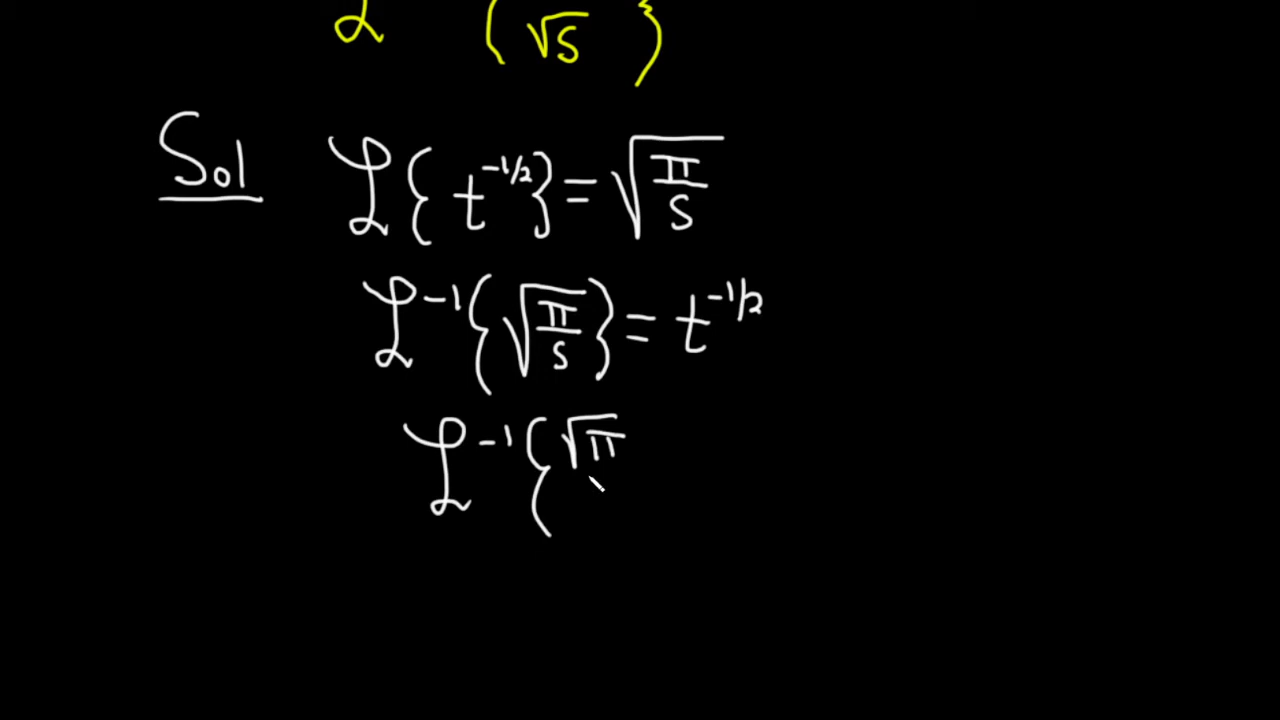 ℒ { √s }
Sol ℒ{ t^{-1/2} } = √(π/s)
ℒ^{-1}{ √(π/s) } = t^{-1/2}
ℒ^{-1}{ √π